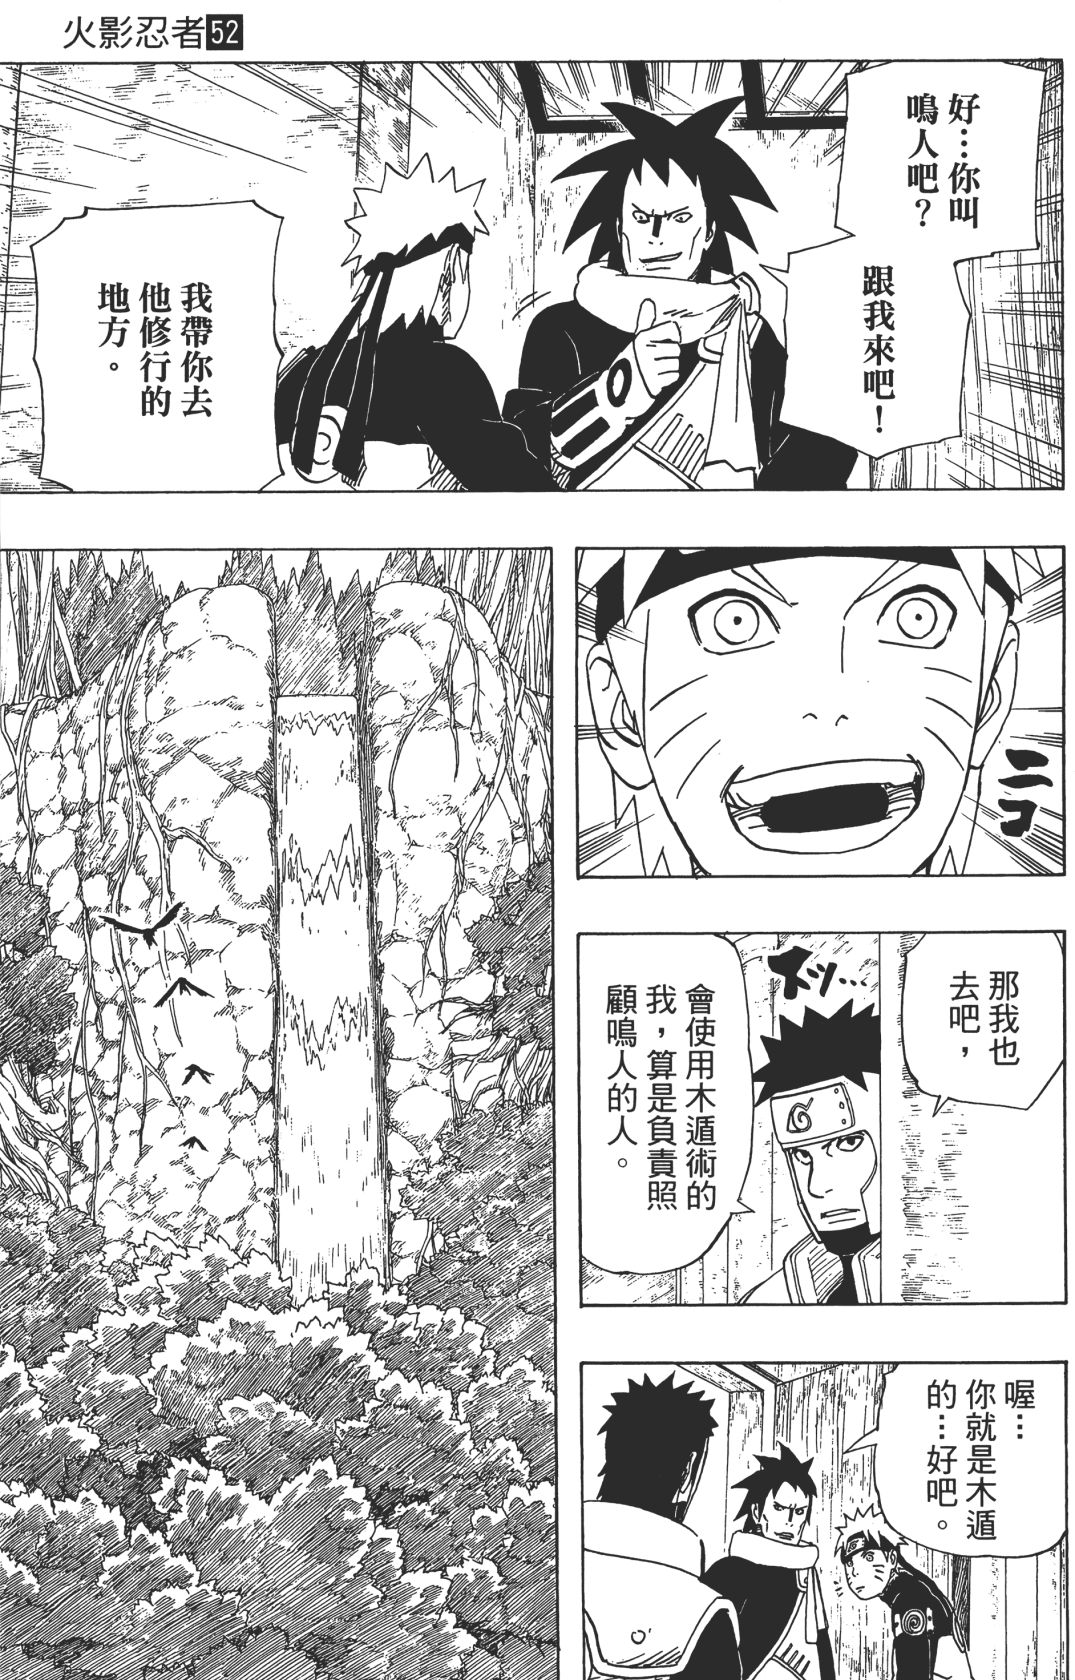 火影忍者52
好…你叫
鳴人吧？
跟我來吧！
我帶你去
他修行的
地方。
ニコ
那我也
去吧，
スッ…
會使用木遁術的
我，算是負責照
顧鳴人的人。
喔…
你就是木遁
的…好吧。